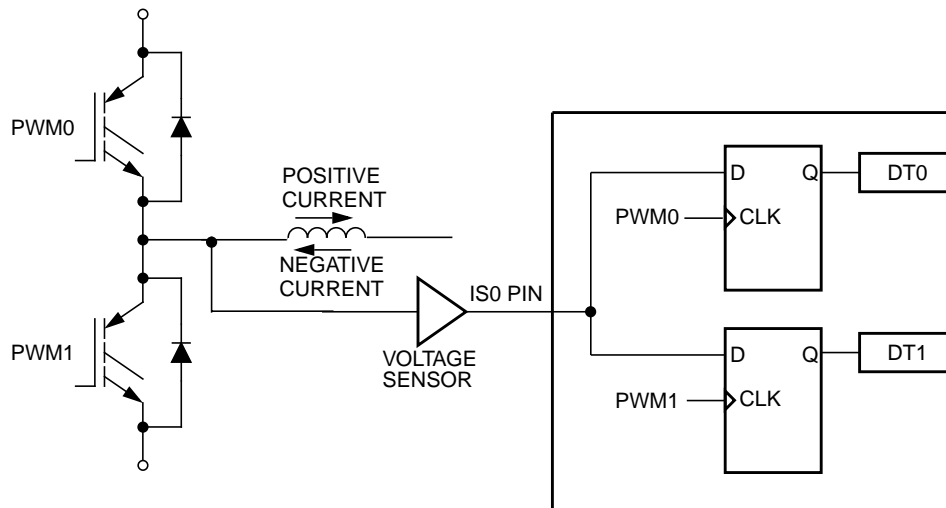 PWM0
POSITIVE
CURRENT
NEGATIVE
CURRENT
PWM1
VOLTAGE
SENSOR
IS0 PIN
D
Q
DT0
PWM0
CLK
D
Q
DT1
PWM1
CLK